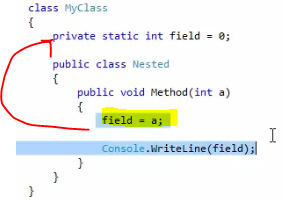 class MyClass
{
private static int field = 0;
public class Nested
{
public void Method(int a)
{
field = a;
Console.WriteLine(field);
}
}
}